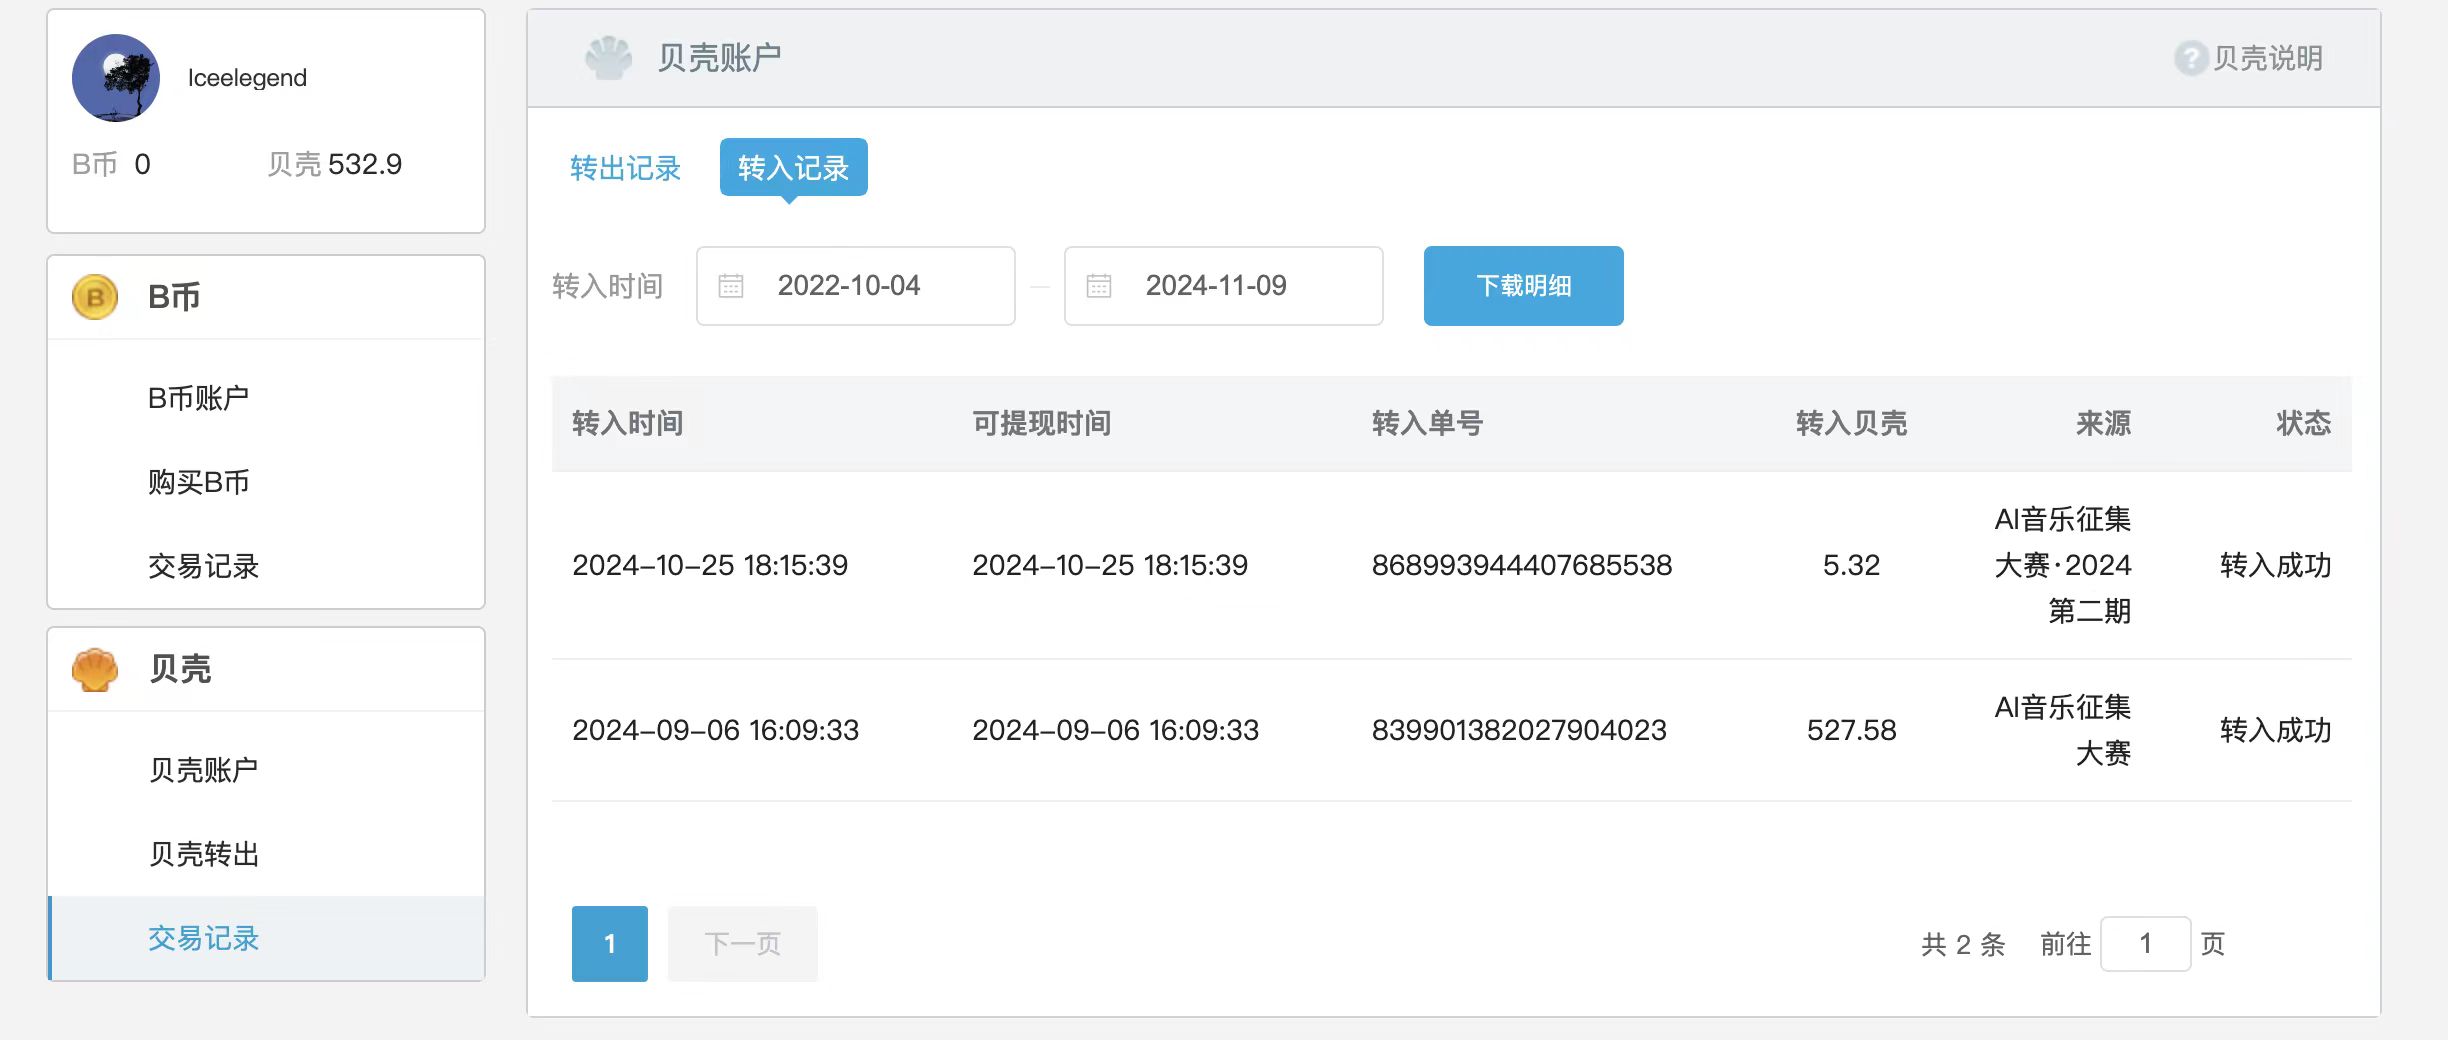 Iceelegend
B币 0 贝壳 532.9
B币
B币账户
购买B币
交易记录
贝壳
贝壳账户
贝壳转出
交易记录
贝壳账户
? 贝壳说明
转出记录 转入记录
转入时间 2022-10-04 — 2024-11-09 下载明细
转入时间 可提现时间 转入单号 转入贝壳 来源 状态
2024-10-25 18:15:39 2024-10-25 18:15:39 868993944407685538 5.32 AI音乐征集
大赛·2024
第二期 转入成功
2024-09-06 16:09:33 2024-09-06 16:09:33 839901382027904023 527.58 AI音乐征集
大赛 转入成功
1 下一页 共 2 条 前往 1 页